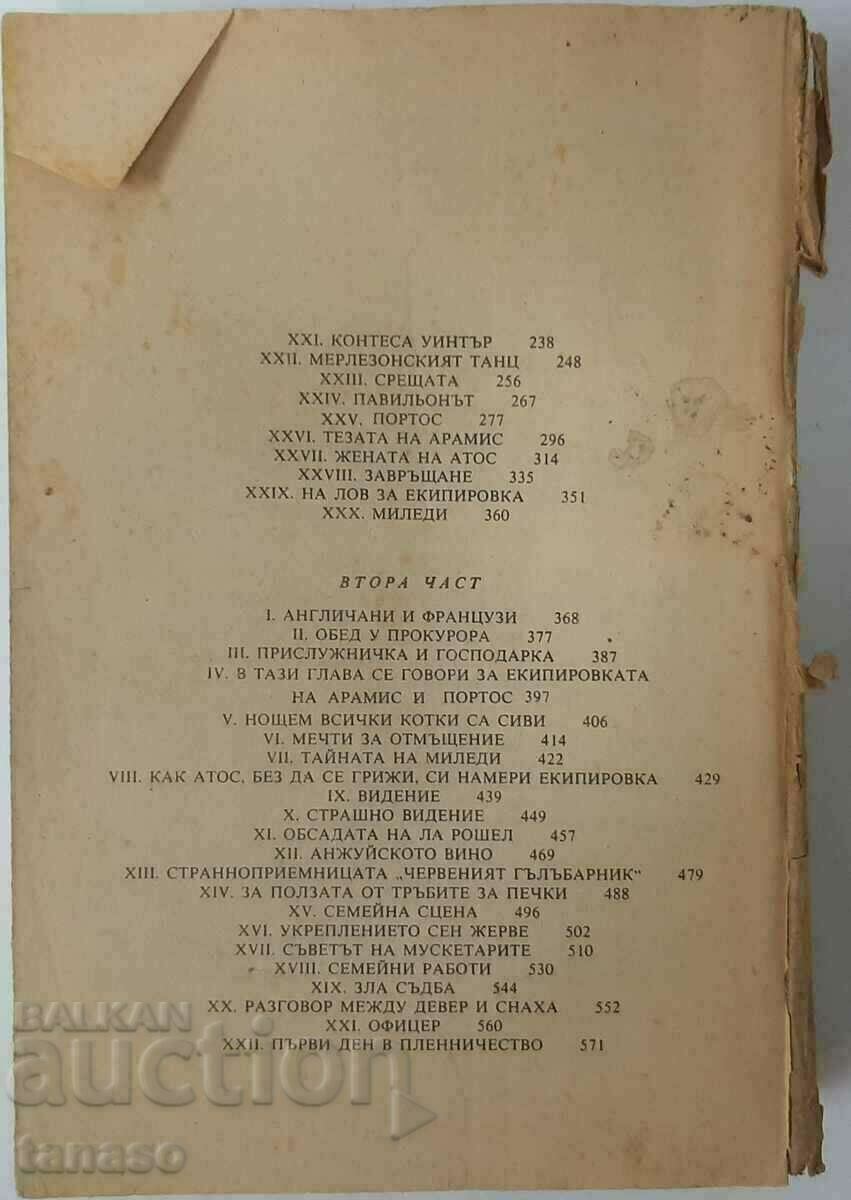 XXI. КОНТЕСА УИНТЪР 238
XXII. МЕРЛЕЗОНСКИЯТ ТАНЦ 248
XXIII. СРЕЩАТА 256
XXIV. ПАВИЛЬОНЪТ 267
XXV. ПОРТОС 277
XXVI. ТЕЗАТА НА АРАМИС 296
XXVII. ЖЕНАТА НА АТОС 314
XXVIII. ЗАВРЪЩАНЕ 335
XXIX. НА ЛОВ ЗА ЕКИПИРОВКА 351
XXX. МИЛЕДИ 360
ВТОРА ЧАСТ
I. АНГЛИЧАНИ И ФРАНЦУЗИ 368
II. ОБЕД У ПРОКУРОРА 377
III. ПРИСЛУЖНИЧКА И ГОСПОДАРКА 387
IV. В ТАЗИ ГЛАВА СЕ ГОВОРИ ЗА ЕКИПИРОВКАТА
НА АРАМИС И ПОРТОС 397
V. НОЩЕМ ВСИЧКИ КОТКИ СА СИВИ 406
VI. МЕЧТИ ЗА ОТМЪЩЕНИЕ 414
VII. ТАЙНАТА НА МИЛЕДИ 422
VIII. КАК АТОС, БЕЗ ДА СЕ ГРИЖИ, СИ НАМЕРИ ЕКИПИРОВКА 429
IX. ВИДЕНИЕ 439
X. СТРАШНО ВИДЕНИЕ 449
XI. ОБСАДАТА НА ЛА РОШЕЛ 457
XII. АНЖУЙСКОТО ВИНО 469
XIII. СТРАННОПРИЕМНИЦАТА „ЧЕРВЕНИЯТ ГЪЛЪБАРНИК“ 479
XIV. ЗА ПОЛЗАТА ОТ ТРЪБИТЕ ЗА ПЕЧКИ 488
XV. СЕМЕЙНА СЦЕНА 496
XVI. УКРЕПЛЕНИЕТО СЕН ЖЕРВЕ 502
XVII. СЪВЕТЪТ НА МУСКЕТАРИТЕ 510
XVIII. СЕМЕЙНИ РАБОТИ 530
XIX. ЗЛА СЪДБА 544
XX. РАЗГОВОР МЕЖДУ ДЕВЕР И СНАХА 552
XXI. ОФИЦЕР 560
XXII. ПЪРВИ ДЕН В ПЛЕННИЧЕСТВО 571
BALKAN
auction
tanaso